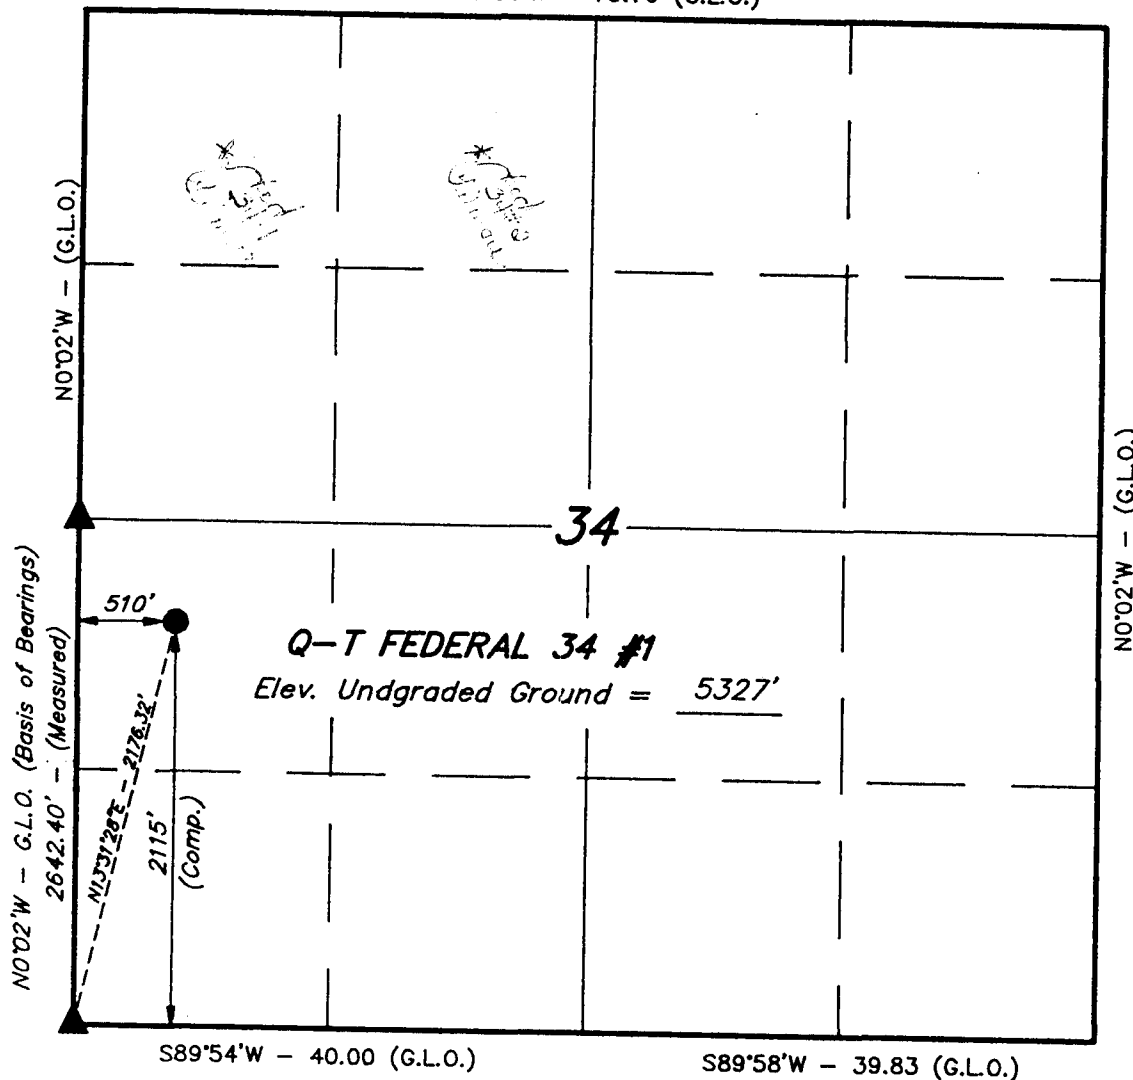 (G.L.O.)
N0°02'W – (G.L.O.)
34
N0°02'W – (G.L.O.)
510'
Q–T FEDERAL 34 #1
Elev. Undgraded Ground = 5327'
N0°02'W – G.L.O. (Basis of Bearings)
2642.40' – (Measured)
N13°31'28"E – 2176.32'
2115'
(Comp.)
S89°54'W – 40.00 (G.L.O.)
S89°58'W – 39.83 (G.L.O.)